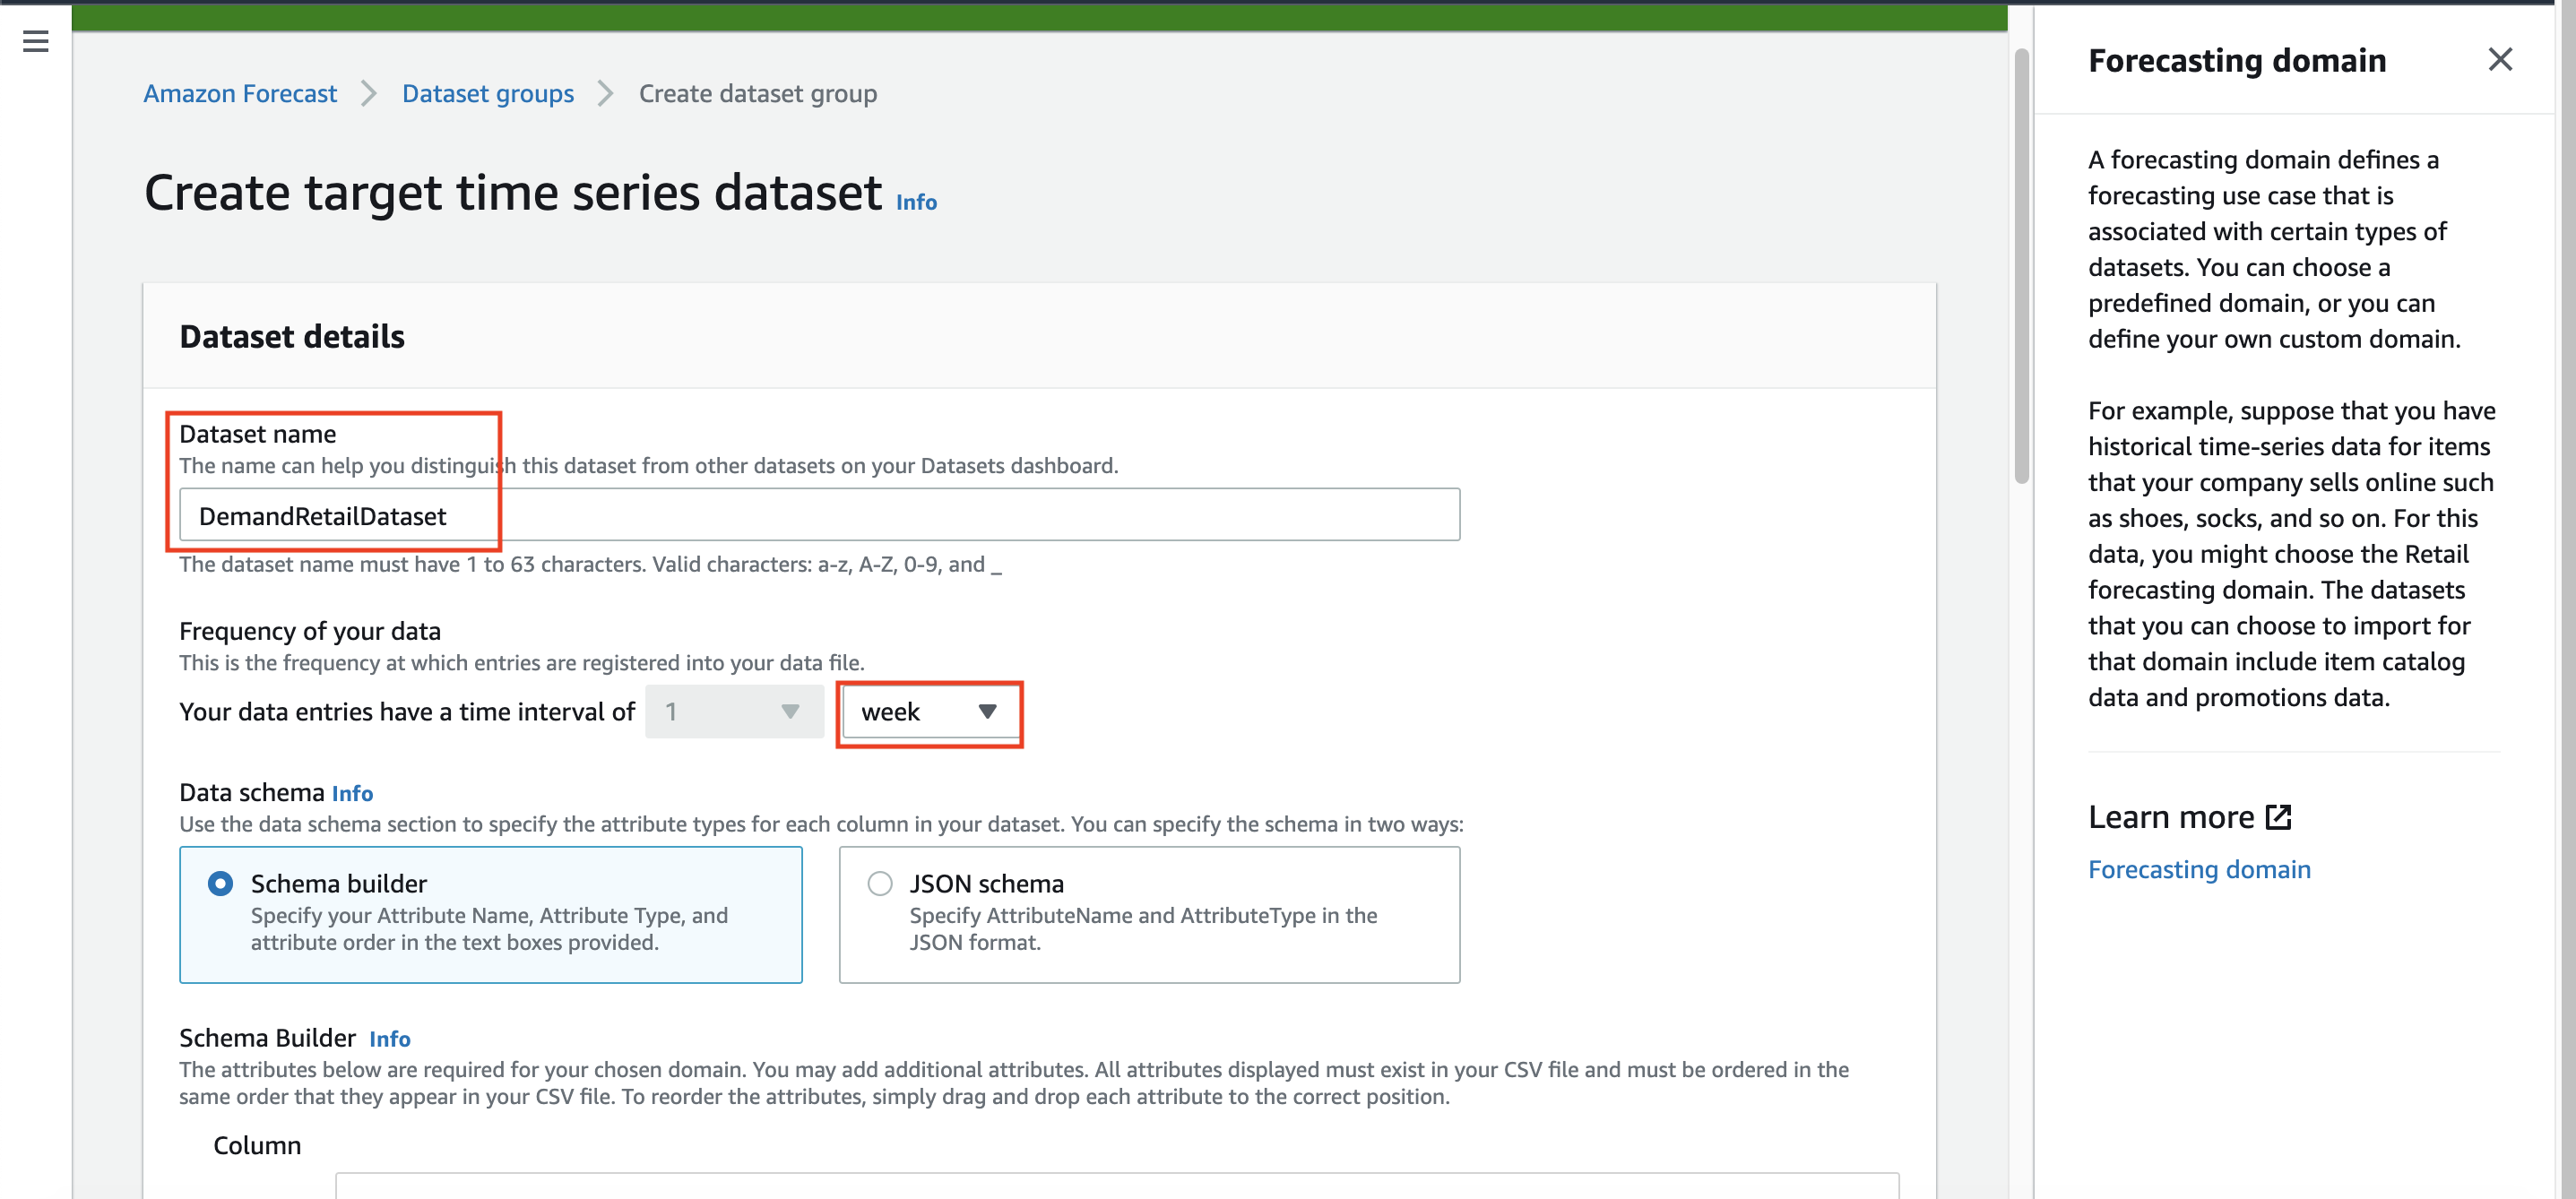 Amazon Forecast
Dataset groups
Create dataset group
Create target time series dataset Info
Dataset details
Dataset name
The name can help you distinguish this dataset from other datasets on your Datasets dashboard.
DemandRetailDataset
The dataset name must have 1 to 63 characters. Valid characters: a-z, A-Z, 0-9, and _
Frequency of your data
This is the frequency at which entries are registered into your data file.
Your data entries have a time interval of 1 week
Data schema Info
Use the data schema section to specify the attribute types for each column in your dataset. You can specify the schema in two ways:
Schema builder
Specify your Attribute Name, Attribute Type, and
attribute order in the text boxes provided.
JSON schema
Specify AttributeName and AttributeType in the
JSON format.
Schema Builder Info
The attributes below are required for your chosen domain. You may add additional attributes. All attributes displayed must exist in your CSV file and must be ordered in the
same order that they appear in your CSV file. To reorder the attributes, simply drag and drop each attribute to the correct position.
Column
Forecasting domain
A forecasting domain defines a
forecasting use case that is
associated with certain types of
datasets. You can choose a
predefined domain, or you can
define your own custom domain.
For example, suppose that you have
historical time-series data for items
that your company sells online such
as shoes, socks, and so on. For this
data, you might choose the Retail
forecasting domain. The datasets
that you can choose to import for
that domain include item catalog
data and promotions data.
Learn more
Forecasting domain